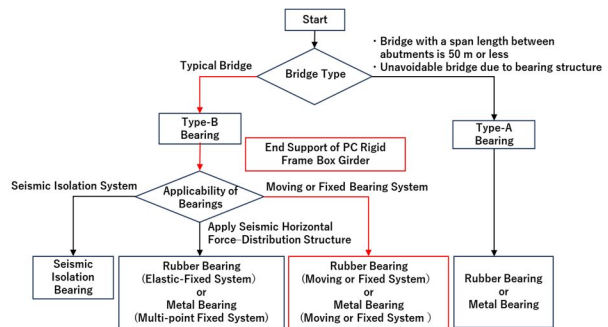 Start
・Bridge with a span length between
abutments is 50 m or less
・Unavoidable bridge due to bearing structure
Typical Bridge
Bridge Type
Type-B
Bearing
Type-A
Bearing
End Support of PC Rigid
Frame Box Girder
Seismic Isolation System
Applicability of
Bearings
Moving or Fixed Bearing System
Apply Seismic Horizontal
Force–Distribution Structure
Seismic
Isolation
Bearing
Rubber Bearing
(Elastic-Fixed System)
or
Metal Bearing
(Multi-point Fixed System)
Rubber Bearing
(Moving or Fixed System)
or
Metal Bearing
(Moving or Fixed System )
Rubber Bearing
or
Metal Bearing